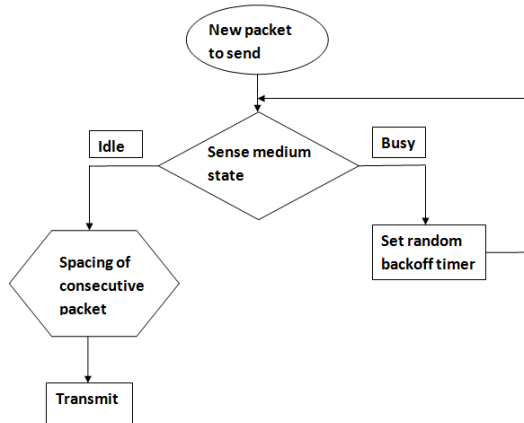 New packet
to send
Idle
Busy
Sense medium
state
Set random
backoff timer
Spacing of
consecutive
packet
Transmit